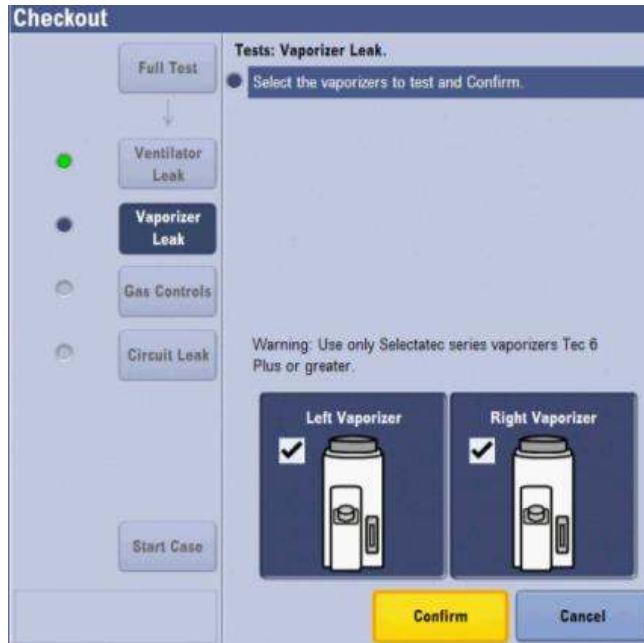 Checkout
Full Test
Ventilator
Leak
Vaporizer
Leak
Gas Controls
Circuit Leak
Start Case
Tests: Vaporizer Leak.
Select the vaporizers to test and Confirm.
Warning: Use only Selectatec series vaporizers Tec 6
Plus or greater.
Left Vaporizer
Right Vaporizer
Confirm
Cancel